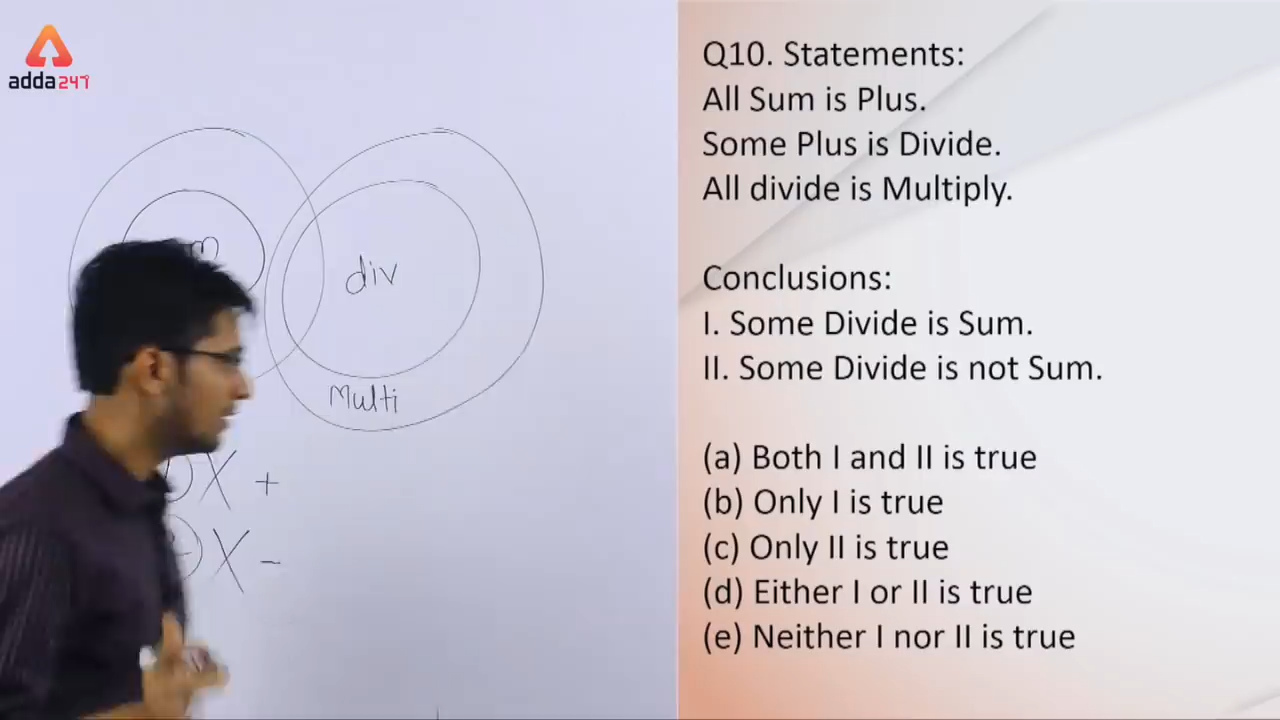 adda247
div
Multi
X +
X -
Q10. Statements:
All Sum is Plus.
Some Plus is Divide.
All divide is Multiply.
Conclusions:
I. Some Divide is Sum.
II. Some Divide is not Sum.
(a) Both I and II is true
(b) Only I is true
(c) Only II is true
(d) Either I or II is true
(e) Neither I nor II is true